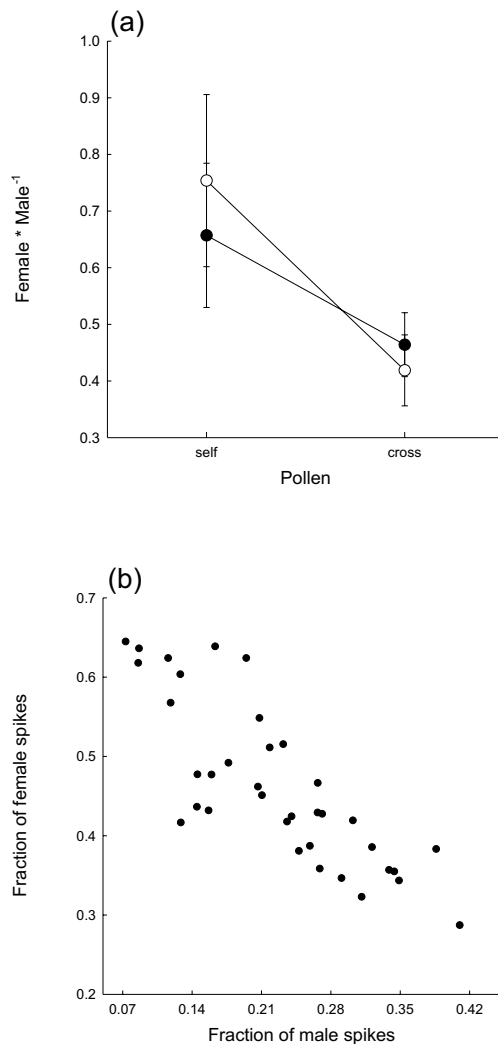 (a)
1.0
0.9
0.8
0.7
0.6
0.5
0.4
0.3
Female * Male⁻¹
self cross
Pollen
(b)
0.7
0.6
0.5
0.4
0.3
0.2
Fraction of female spikes
0.07 0.14 0.21 0.28 0.35 0.42
Fraction of male spikes